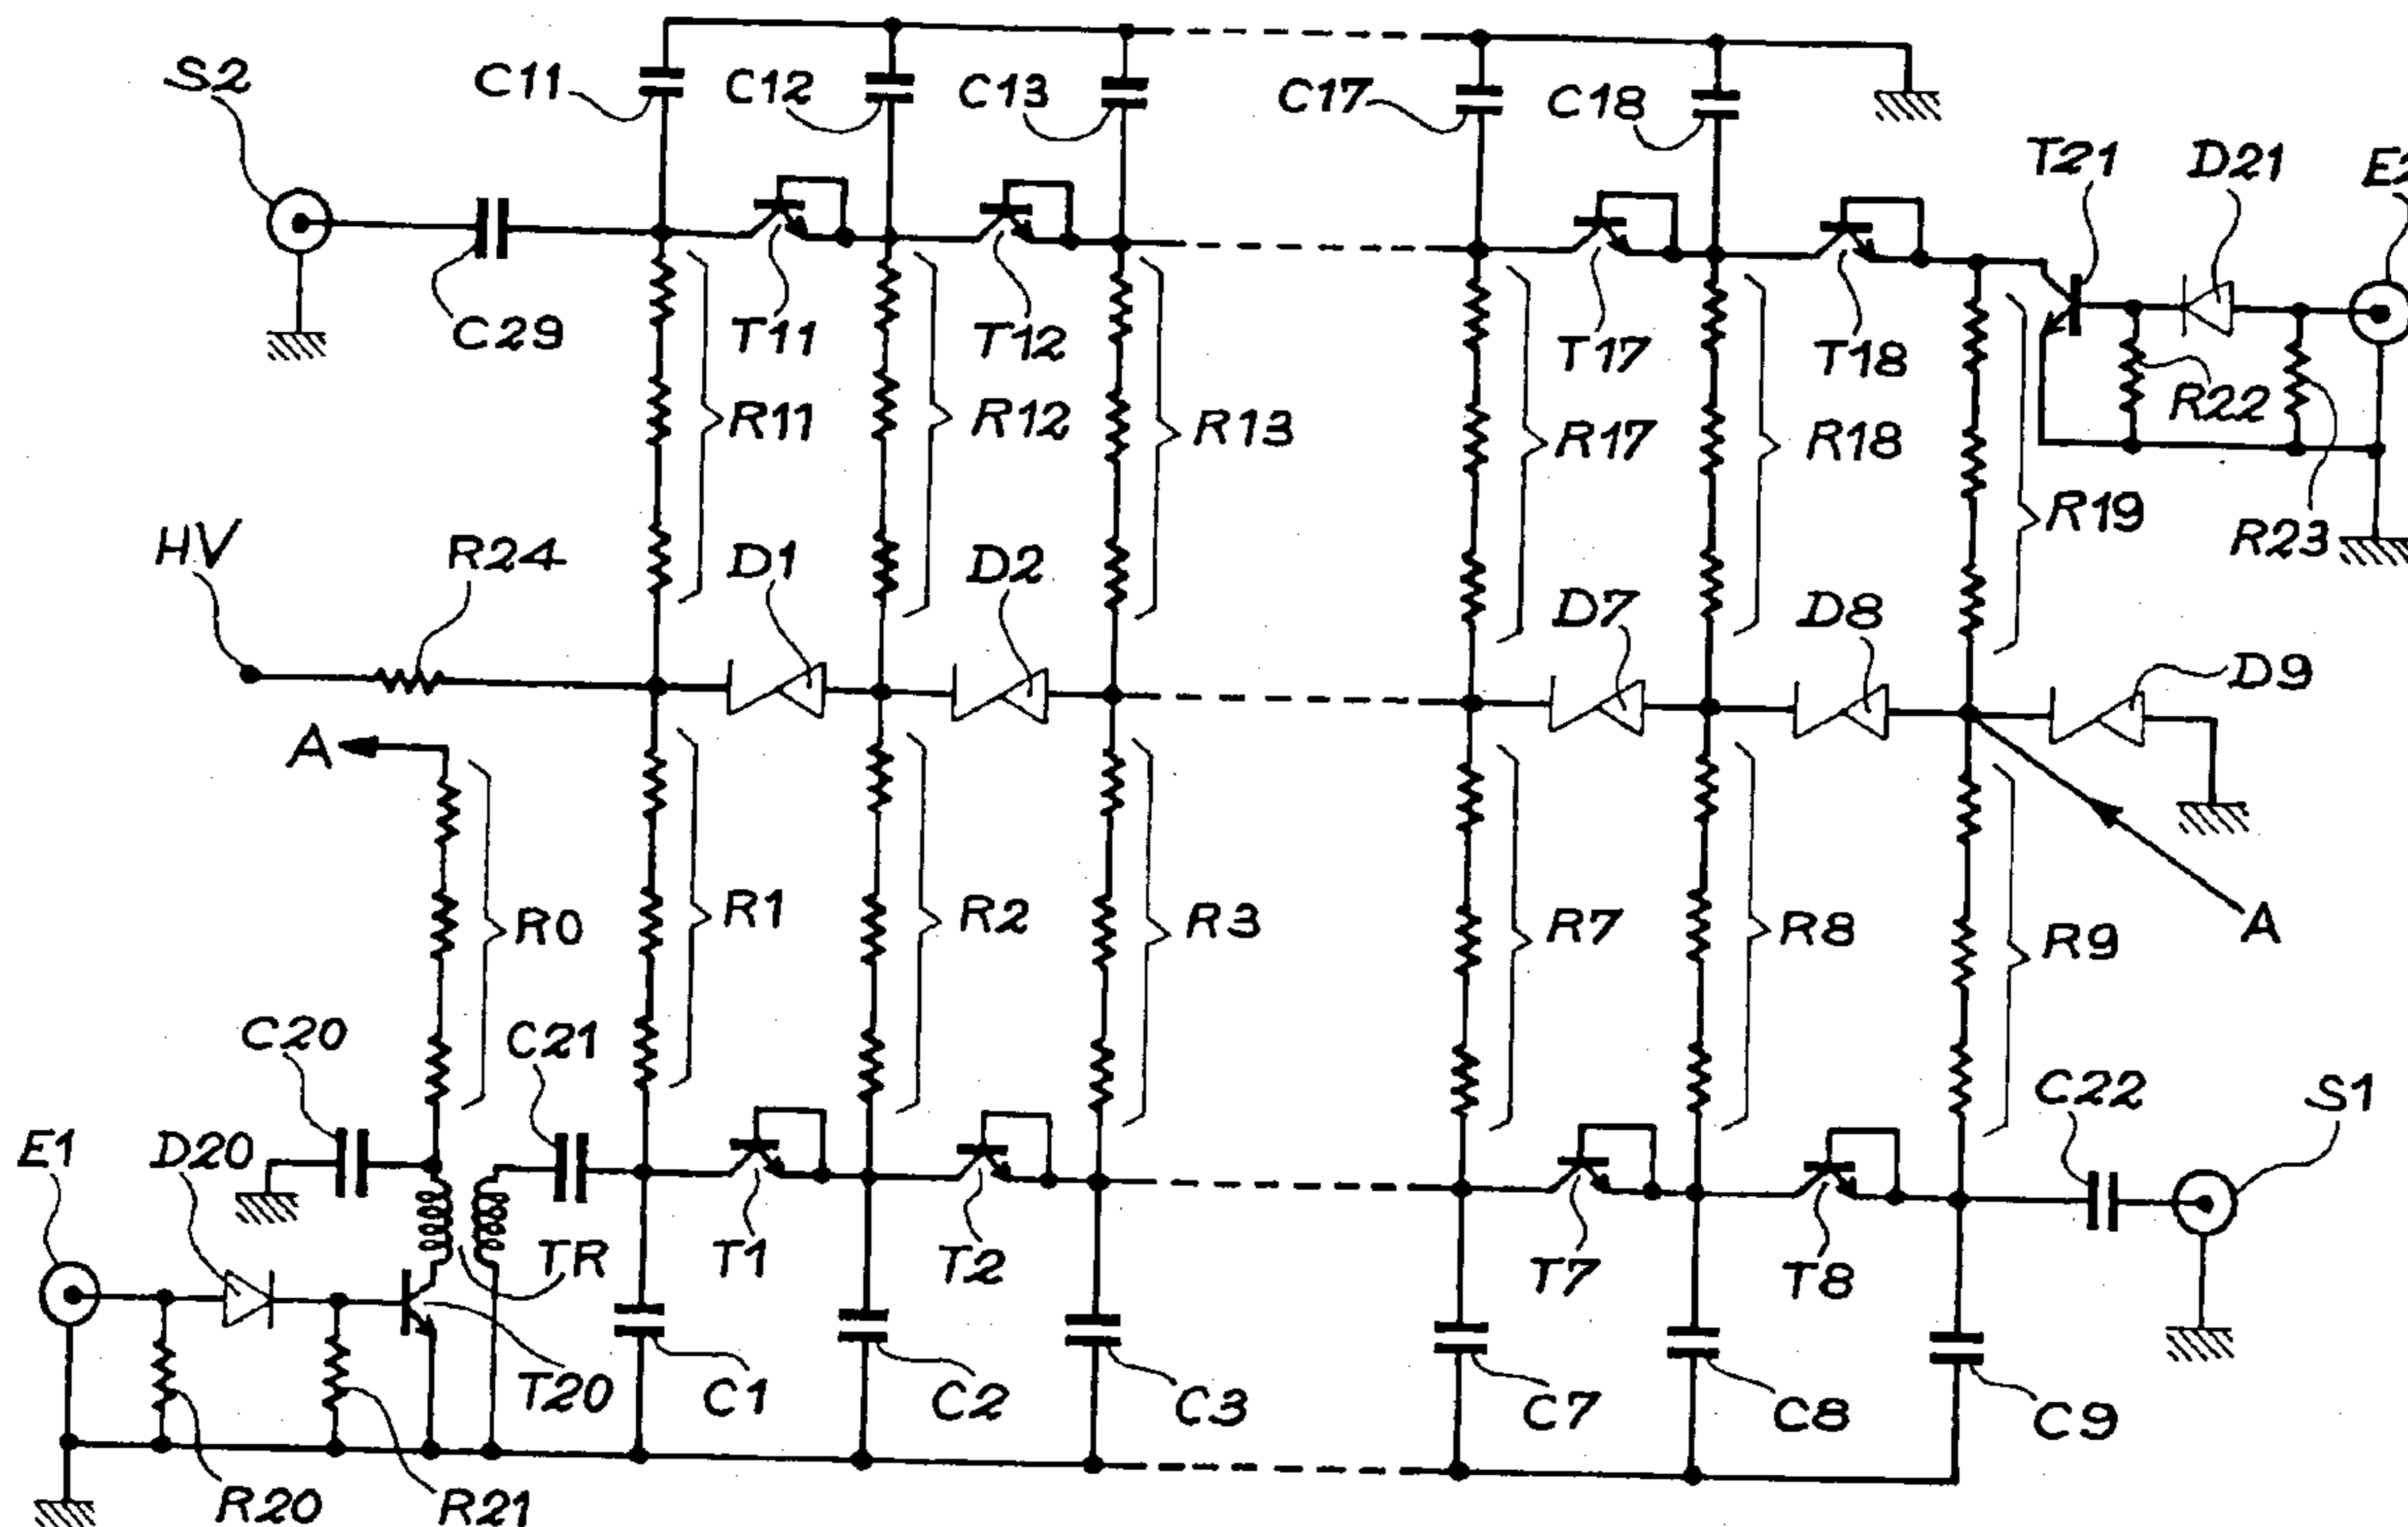 S2
C11
C12
C13
C17
C18
T21
D21
E2
C29
T11
T12
T17
T18
R22
R11
R12
R13
R17
R18
R19
R23
HV
R24
D1
D2
D7
D8
D9
A
R0
R1
R2
R3
R7
R8
R9
A
C20
C21
C22
S1
E1
D20
TR
T1
T2
T7
T8
T20
C1
C2
C3
C7
C8
C9
R20
R21